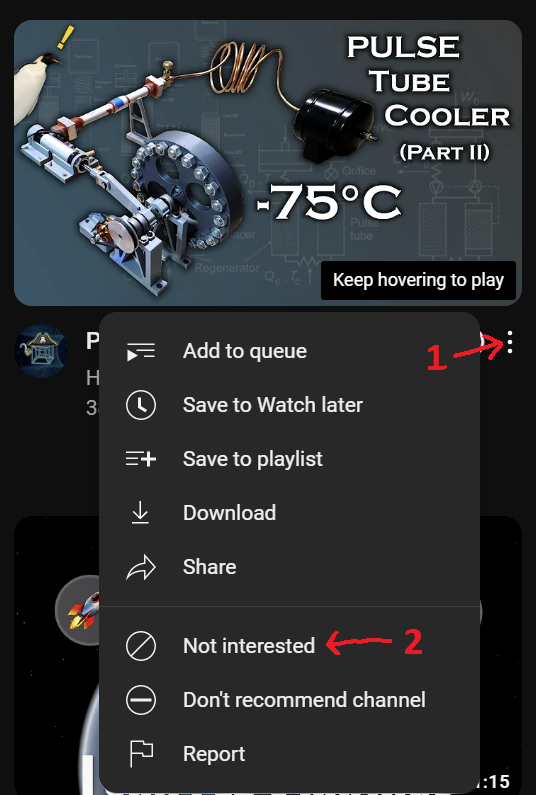 PULSE
TUBE
COOLER
(PART II)
-75°C
Orifice
Pulse
tube
Regenerator
Keep hovering to play
1
Add to queue
Save to Watch later
Save to playlist
Download
Share
Not interested
2
Don't recommend channel
Report
:15